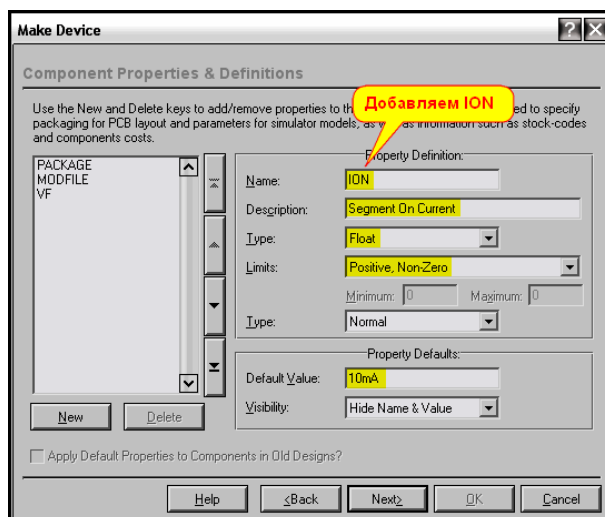 Make Device
Component Properties & Definitions
Добавляем ION
Use the New and Delete keys to add/remove properties to th ed to specify
packaging for PCB layout and parameters for simulator models, as well as information such as stock-codes
and components costs.
PACKAGE
MODFILE
VF
New
Delete
Property Definition:
Name: ION
Description: Segment On Current
Type: Float
Limits: Positive, Non-Zero
Minimum: 0 Maximum: 0
Type: Normal
Property Defaults:
Default Value: 10mA
Visibility: Hide Name & Value
Apply Default Properties to Components in Old Designs?
Help <Back Next> OK Cancel